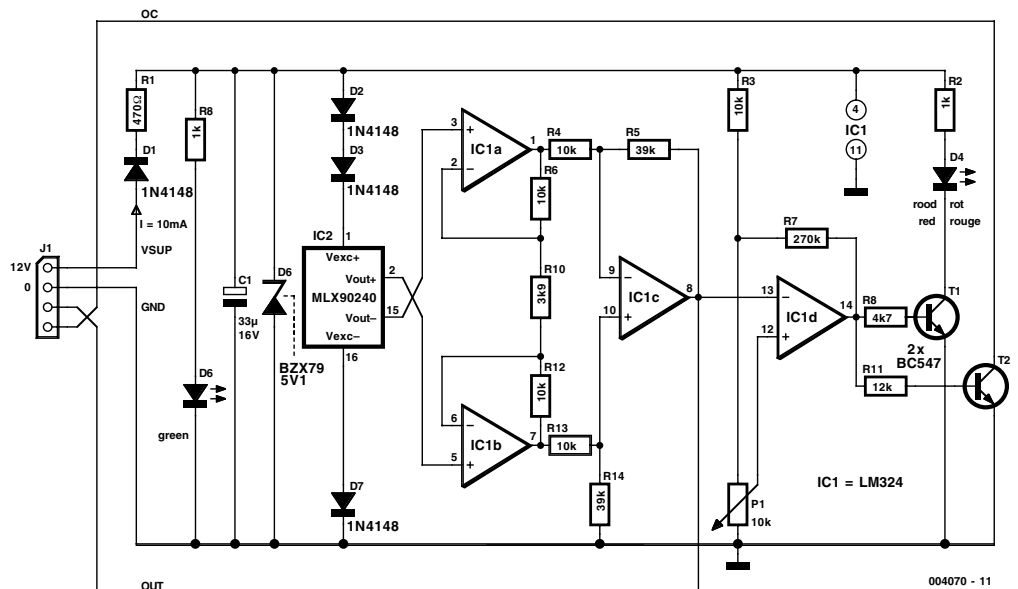 OC
R1
470Ω
D1
1N4148
I = 10mA
VSUP
J1
12V
0
GND
R8
1k
D6
green
C1
33µ
16V
D6
BZX79
5V1
D2
1N4148
D3
1N4148
IC2
1
Vexc+
Vout+
2
MLX90240
Vout–
15
Vexc–
16
D7
1N4148
3
+
IC1a
1
2
–
R4
10k
R5
39k
R6
10k
R10
3k9
R12
10k
6
–
IC1b
7
5
+
R13
10k
R14
39k
9
–
IC1c
8
10
+
R3
10k
R7
270k
13
–
IC1d
14
12
+
P1
10k
4
IC1
11
R2
1k
D4
rood rot
red rouge
R8
4k7
T1
2x
BC547
R11
12k
T2
IC1 = LM324
OUT
004070 - 11